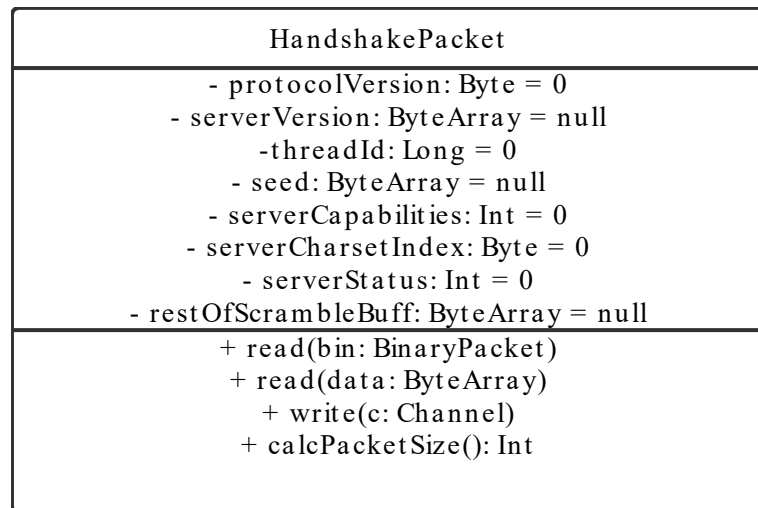 HandshakePacket
- protocolVersion: Byte = 0
- serverVersion: ByteArray = null
-threadId: Long = 0
- seed: ByteArray = null
- serverCapabilities: Int = 0
- serverCharsetIndex: Byte = 0
- serverStatus: Int = 0
- restOfScrambleBuff: ByteArray = null
+ read(bin: BinaryPacket)
+ read(data: ByteArray)
+ write(c: Channel)
+ calcPacketSize(): Int